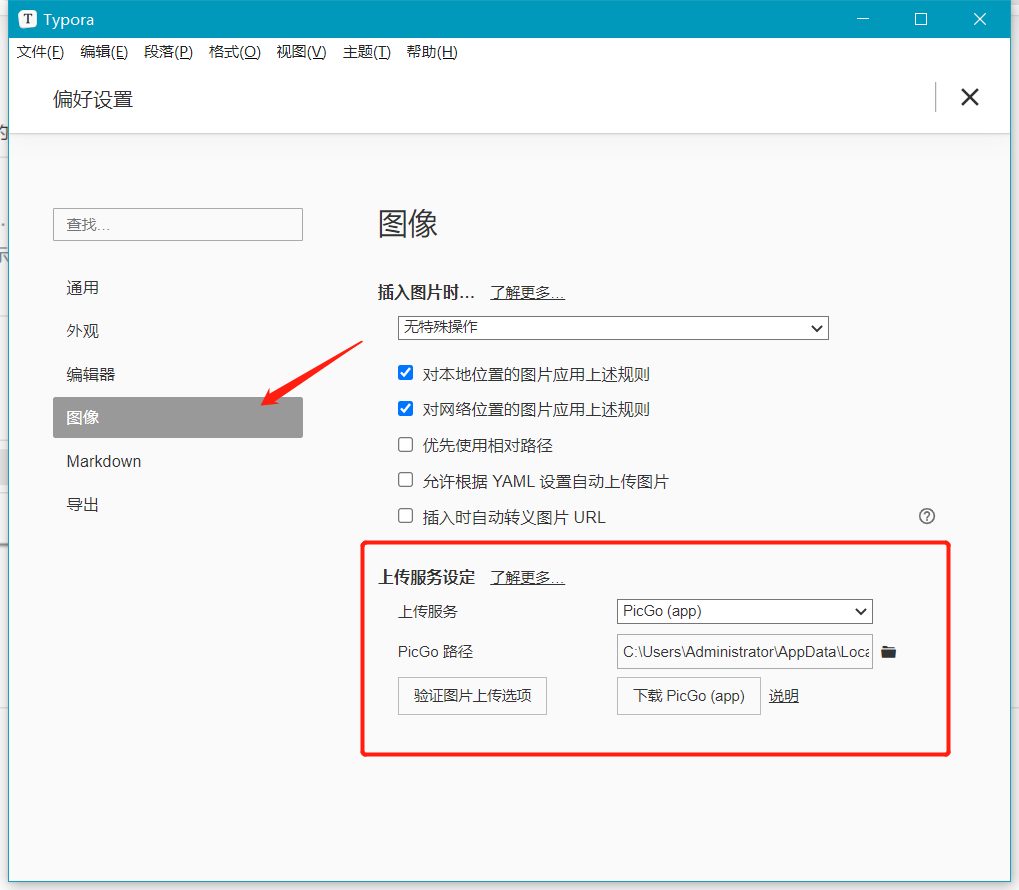 T Typora
文件(F) 编辑(E) 段落(P) 格式(O) 视图(V) 主题(T) 帮助(H)
偏好设置
查找...
图像
插入图片时... 了解更多...
通用
无特殊操作
外观
对本地位置的图片应用上述规则
编辑器
对网络位置的图片应用上述规则
图像
优先使用相对路径
Markdown
允许根据 YAML 设置自动上传图片
导出
插入时自动转义图片 URL
上传服务设定 了解更多...
上传服务 PicGo (app)
PicGo 路径 C:\Users\Administrator\AppData\Loca
验证图片上传选项 下载 PicGo (app) 说明